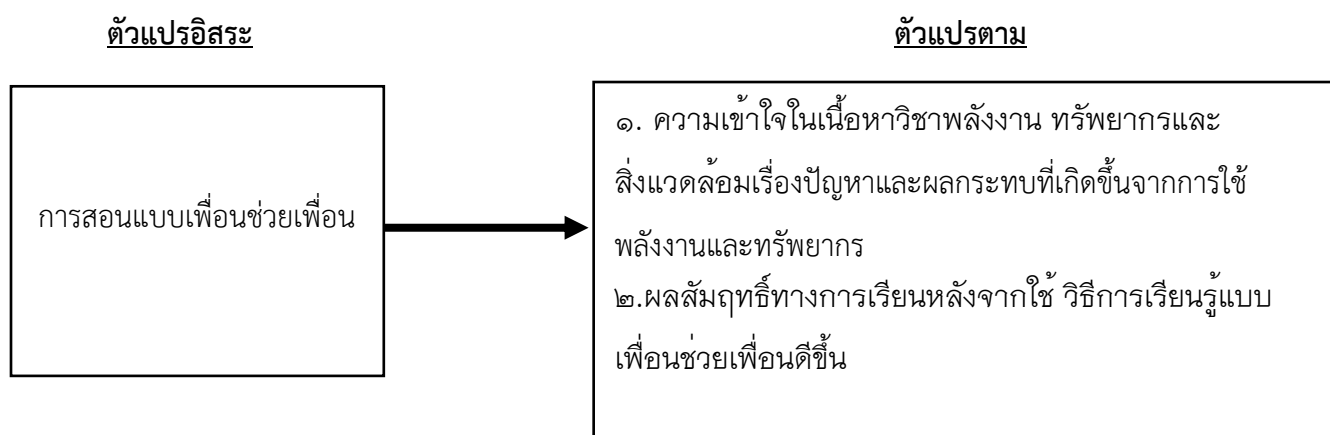 ตัวแปรอิสระ
ตัวแปรตาม
การสอนแบบเพื่อนช่วยเพื่อน
๑. ความเข้าใจในเนื้อหาวิชาพลังงาน ทรัพยากรและ
สิ่งแวดล้อมเรื่องปัญหาและผลกระทบที่เกิดขึ้นจากการใช้
พลังงานและทรัพยากร
๒.ผลสัมฤทธิ์ทางการเรียนหลังจากใช้ วิธีการเรียนรู้แบบ
เพื่อนช่วยเพื่อนดีขึ้น